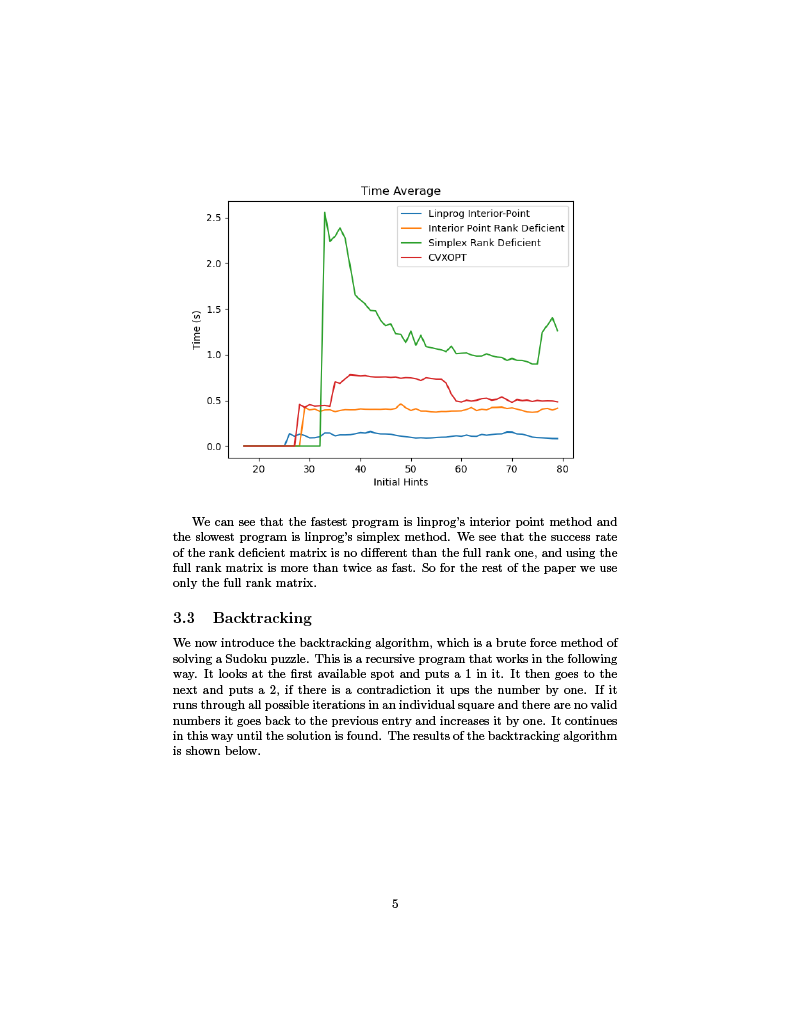 Time Average
Linprog Interior-Point
Interior Point Rank Deficient
Simplex Rank Deficient
CVXOPT
2.5
2.0
1.5
1.0
0.5
0.0
Time (s)
20 30 40 50 60 70 80
Initial Hints
We can see that the fastest program is linprog's interior point method and
the slowest program is linprog's simplex method. We see that the success rate
of the rank deficient matrix is no different than the full rank one, and using the
full rank matrix is more than twice as fast. So for the rest of the paper we use
only the full rank matrix.
3.3 Backtracking
We now introduce the backtracking algorithm, which is a brute force method of
solving a Sudoku puzzle. This is a recursive program that works in the following
way. It looks at the first available spot and puts a 1 in it. It then goes to the
next and puts a 2, if there is a contradiction it ups the number by one. If it
runs through all possible iterations in an individual square and there are no valid
numbers it goes back to the previous entry and increases it by one. It continues
in this way until the solution is found. The results of the backtracking algorithm
is shown below.
5